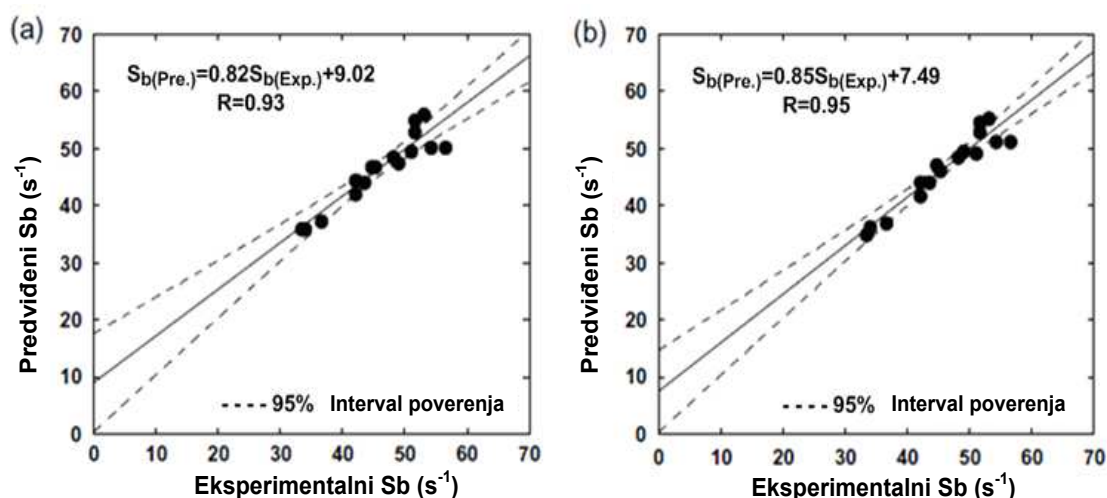 (a)
S_b(Pre.)=0.82S_b(Exp.)+9.02
R=0.93
Predviđeni Sb (s⁻¹)
70
60
50
40
30
20
10
0
95% Interval poverenja
0 10 20 30 40 50 60 70
Eksperimentalni Sb (s⁻¹)
(b)
S_b(Pre.)=0.85S_b(Exp.)+7.49
R=0.95
Predviđeni Sb (s⁻¹)
70
60
50
40
30
20
10
0
95% Interval poverenja
0 10 20 30 40 50 60 70
Eksperimentalni Sb (s⁻¹)